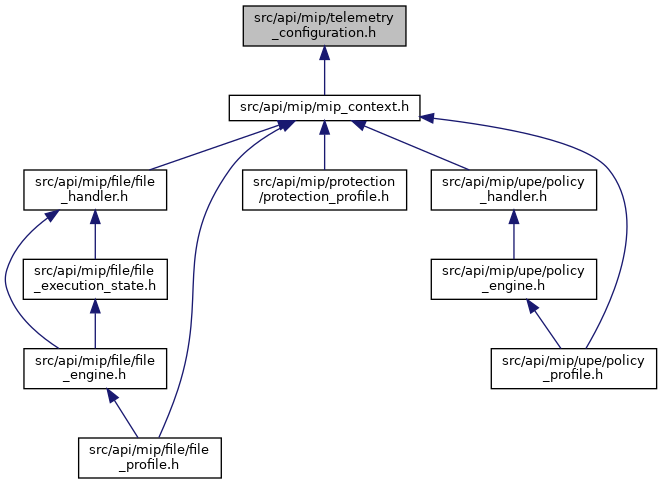 src/api/mip/telemetry
_configuration.h
src/api/mip/mip_context.h
src/api/mip/file/file
_handler.h
src/api/mip/protection
/protection_profile.h
src/api/mip/upe/policy
_handler.h
src/api/mip/file/file
_execution_state.h
src/api/mip/upe/policy
_engine.h
src/api/mip/file/file
_engine.h
src/api/mip/upe/policy
_profile.h
src/api/mip/file/file
_profile.h